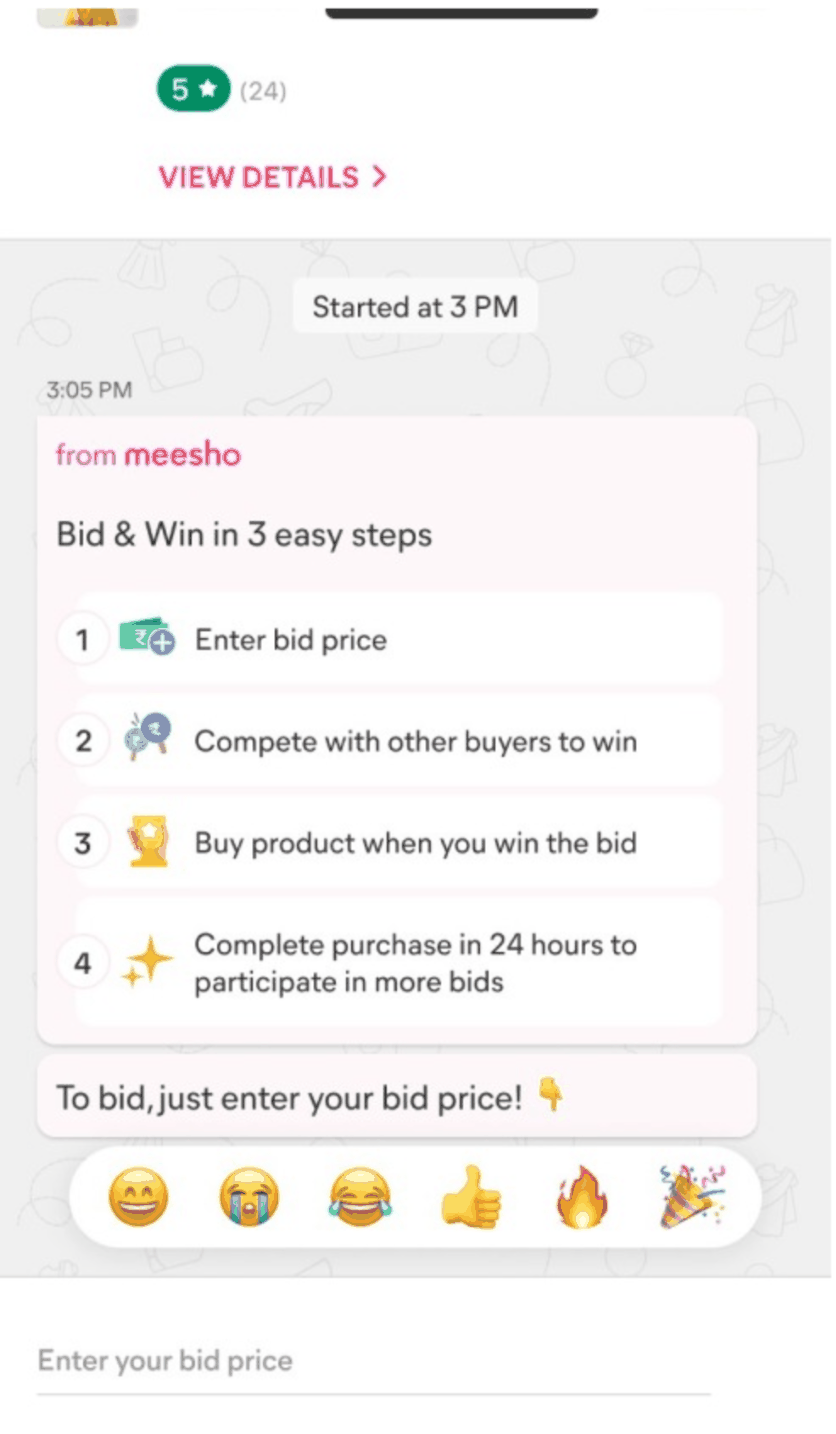 5 ★ (24)
VIEW DETAILS >
Started at 3 PM
3:05 PM
from meesho
Bid & Win in 3 easy steps
1 Enter bid price
2 Compete with other buyers to win
3 Buy product when you win the bid
4 Complete purchase in 24 hours to
participate in more bids
To bid,just enter your bid price! 👇
Enter your bid price